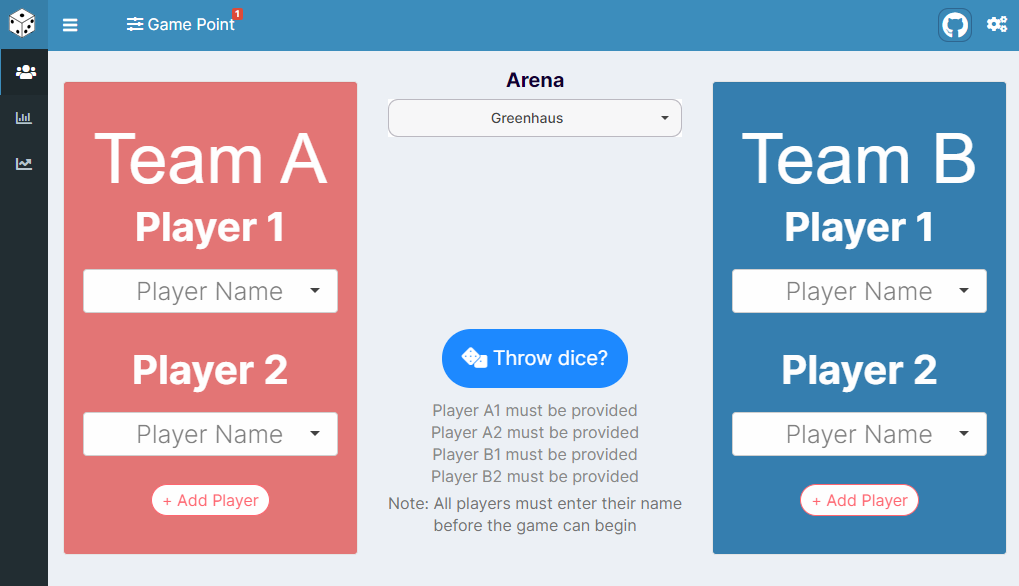 Game Point 1
Team A
Player 1
Player Name
Player 2
Player Name
+ Add Player
Arena
Greenhaus
Throw dice?
Player A1 must be provided
Player A2 must be provided
Player B1 must be provided
Player B2 must be provided
Note: All players must enter their name
before the game can begin
Team B
Player 1
Player Name
Player 2
Player Name
+ Add Player